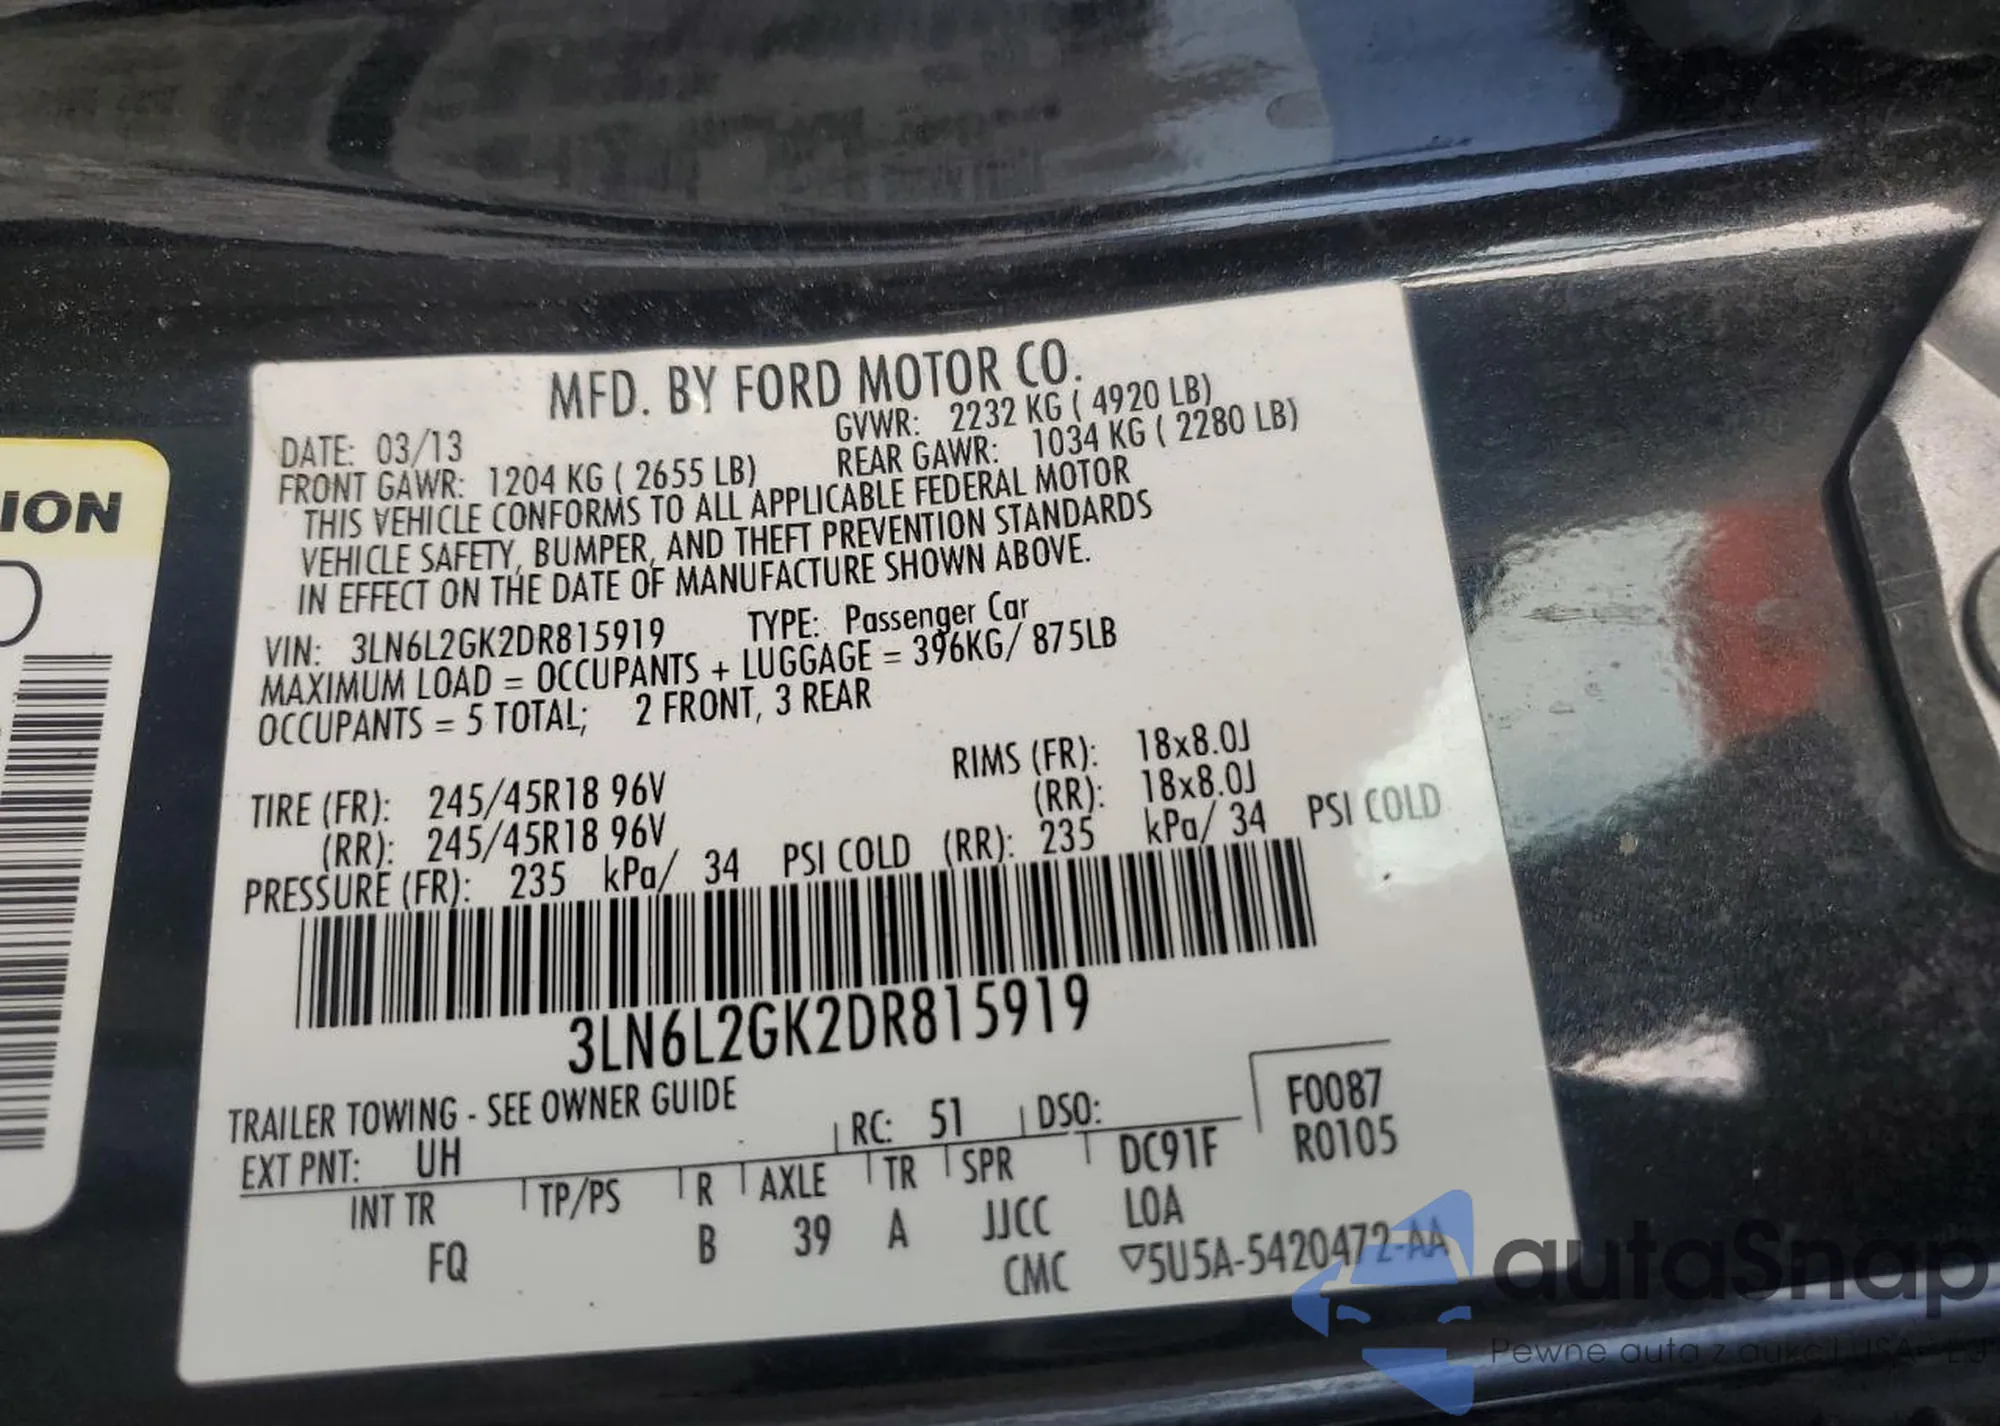 MFD. BY FORD MOTOR CO.
DATE: 03/13 GVWR: 2232 KG ( 4920 LB)
FRONT GAWR: 1204 KG ( 2655 LB) REAR GAWR: 1034 KG ( 2280 LB)
THIS VEHICLE CONFORMS TO ALL APPLICABLE FEDERAL MOTOR
VEHICLE SAFETY, BUMPER, AND THEFT PREVENTION STANDARDS
IN EFFECT ON THE DATE OF MANUFACTURE SHOWN ABOVE.
VIN: 3LN6L2GK2DR815919 TYPE: Passenger Car
MAXIMUM LOAD = OCCUPANTS + LUGGAGE = 396KG/ 875LB
OCCUPANTS = 5 TOTAL; 2 FRONT, 3 REAR
TIRE (FR): 245/45R18 96V RIMS (FR): 18x8.0J
(RR): 245/45R18 96V (RR): 18x8.0J
PRESSURE (FR): 235 kPa/ 34 PSI COLD (RR): 235 kPa/ 34 PSI COLD
3LN6L2GK2DR815919
TRAILER TOWING - SEE OWNER GUIDE
EXT PNT: UH RC: 51 DSO: F0087
INT TR TP/PS R AXLE TR SPR DC91F R0105
FQ B 39 A JJCC LOA
CMC ▽5U5A-5420472-AA
ION
autaSnap
Pewne auta z aukcji USA